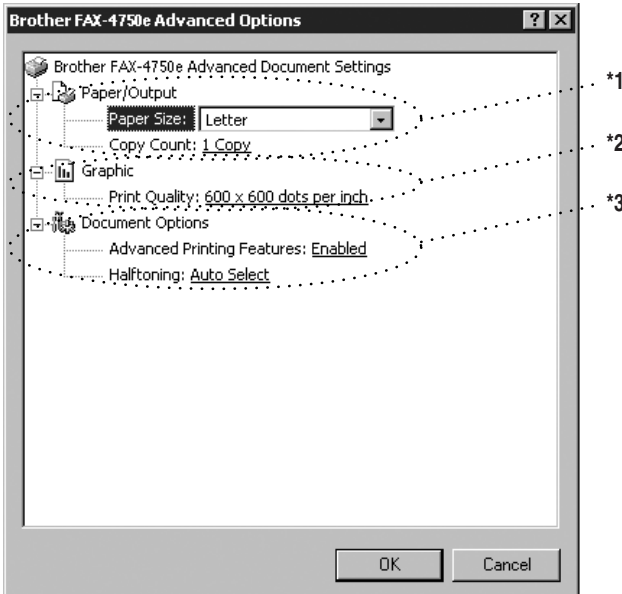 Brother FAX-4750e Advanced Options
Brother FAX-4750e Advanced Document Settings
Paper/Output
*1
Paper Size: Letter
Copy Count: 1 Copy
*2
Graphic
Print Quality: 600 x 600 dots per inch
*3
Document Options
Advanced Printing Features: Enabled
Halftoning: Auto Select
OK Cancel